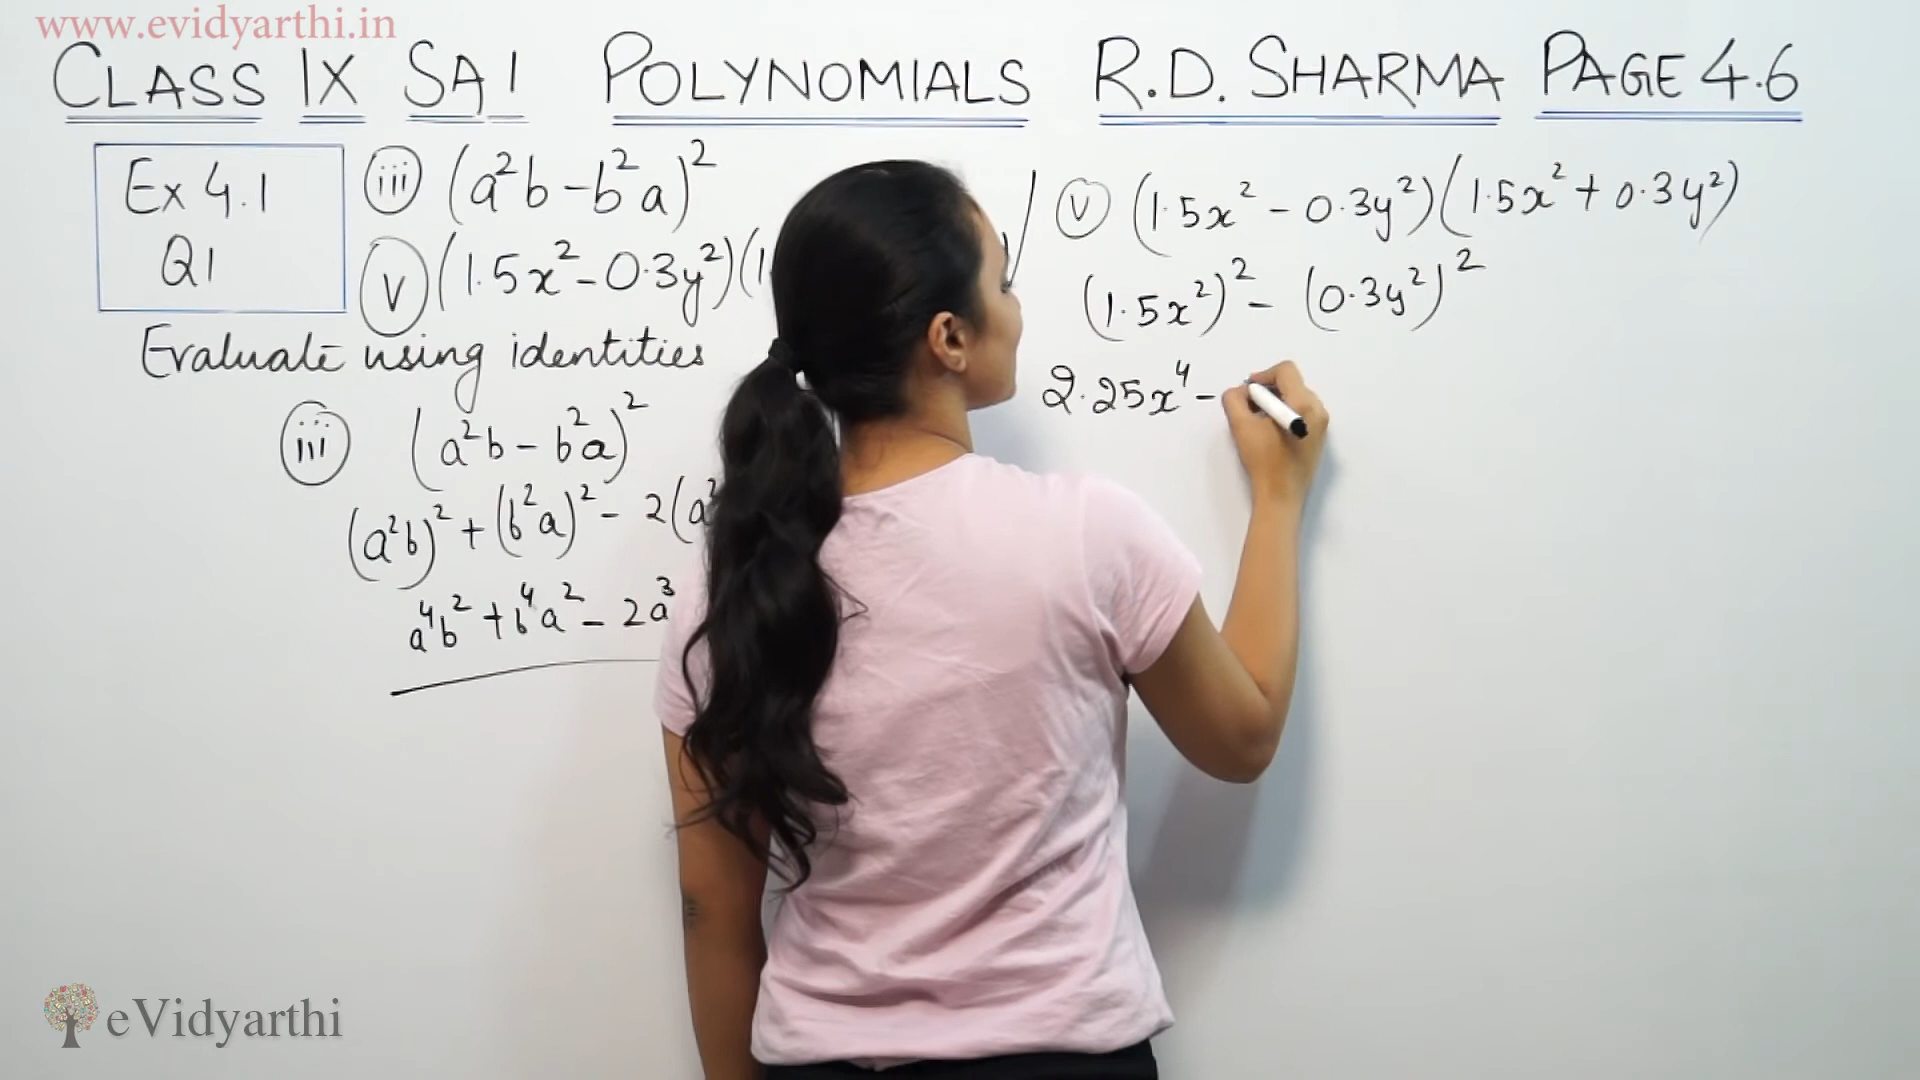 www.evidyarthi.in
CLASS IX SA1 POLYNOMIALS R.D. SHARMA PAGE 4.6
Ex 4.1
Q1
iii (a²b - b²a)²
v (1.5x² - 0.3y²)(1.
Evaluate using identities
iii (a²b - b²a)²
(a²b)² + (b²a)² - 2(a²
a⁴b² + b⁴a² - 2a³
v (1.5x² - 0.3y²)(1.5x² + 0.3y²)
(1.5x²)² - (0.3y²)²
2.25x⁴ -
eVidyarthi